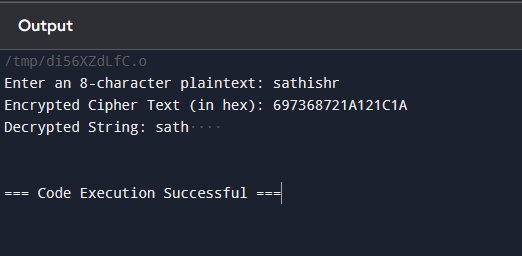 Output
/tmp/di56XZdLfC.o
Enter an 8-character plaintext: sathishr
Encrypted Cipher Text (in hex): 697368721A121C1A
Decrypted String: sath····
=== Code Execution Successful ===